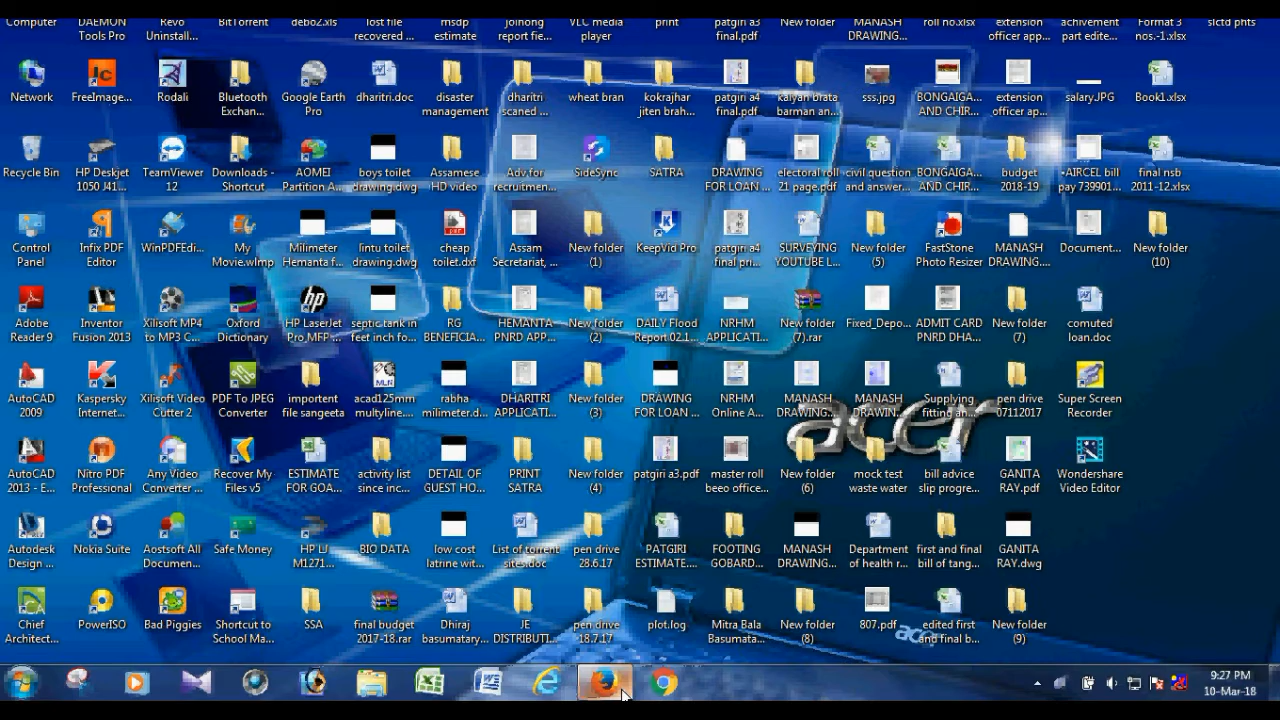 Computer
DAEMON Tools Pro
Revo Uninstall...
BitTorrent
debo2.xls
lost file recovered ...
msdp estimate
joinong report fie...
VLC media player
print
patgiri a3 final.pdf
New folder
MANASH DRAWING...
roll no.xlsx
extension officer app...
achivement part edite...
Format 3 nos.-1.xlsx
slctd phts
Network
FreeImage...
Rodali
Bluetooth Exchan...
Google Earth Pro
dharitri.doc
disaster management
dharitri scaned ...
wheat bran
kokrajhar jiten brah...
patgiri a4 final.pdf
kalyan brata barman an...
sss.jpg
BONGAIGA... AND CHIR...
extension officer ap...
salary.JPG
Book1.xlsx
Recycle Bin
HP Deskjet 1050 J41...
TeamViewer 12
Downloads - Shortcut
AOMEI Partition A...
boys toilet drawing.dwg
Assamese HD video
Adv.for recruitmen...
SideSync
SATRA
DRAWING FOR LOAN ...
electoral roll 21 page.pdf
civil question and answer...
BONGAIGA... AND CHIR...
budget 2018-19
•AIRCEL bill pay 739901...
final nsb 2011-12.xlsx
Control Panel
Infix PDF Editor
WinPDFEdi...
My Movie.wlmp
Milimeter Hemanta f...
lintu toilet drawing.dwg
cheap toilet.dxf
Assam Secretariat, ...
New folder (1)
KeepVid Pro
patgiri a4 final pri...
SURVEYING YOUTUBE L...
New folder (5)
FastStone Photo Resizer
MANASH DRAWING....
Document...
New folder (10)
Adobe Reader 9
Inventor Fusion 2013
Xilisoft MP4 to MP3 C...
Oxford Dictionary
HP LaserJet Pro MFP...
septic tank in feet inch fo...
RG BENEFICIA...
HEMANTA PNRD APP...
New folder (2)
DAILY Flood Report 02.1...
NRHM APPLICATI...
New folder (7).rar
Fixed_Depo...
ADMIT CARD PNRD DHA...
New folder (7)
comuted loan.doc
AutoCAD 2009
Kaspersky Internet...
Xilisoft Video Cutter 2
PDF To JPEG Converter
importent file sangeeta
acad125mm multyline...
rabha milimeter.d...
DHARITRI APPLICATI...
New folder (3)
DRAWING FOR LOAN ...
NRHM Online A...
MANASH DRAWING...
MANASH DRAWIN...
Supplying fitting an...
pen drive 07112017
Super Screen Recorder
acer
AutoCAD 2013 - E...
Nitro PDF Professional
Any Video Converter ...
Recover My Files v5
ESTIMATE FOR GOA...
activity list since inc...
DETAIL OF GUEST HO...
PRINT SATRA
New folder (4)
patgiri a3.pdf
master roll beeo office...
New folder (6)
mock test waste water
bill advice slip progre...
GANITA RAY.pdf
Wondershare Video Editor
Autodesk Design ...
Nokia Suite
Aostsoft All Documen...
Safe Money
HP LJ M1271...
BIO DATA
low cost latrine wit...
List of torrent sites.doc
pen drive 28.6.17
PATGIRI ESTIMATE....
FOOTING GOBARD...
MANASH DRAWING...
Department of health r...
first and final bill of tang...
GANITA RAY.dwg
Chief Architect...
PowerISO
Bad Piggies
Shortcut to School Ma...
SSA
final budget 2017-18.rar
Dhiraj basumatary...
JE DISTRIBUTI...
pen drive 18.7.17
plot.log
Mitra Bala Basumata...
New folder (8)
807.pdf
edited first and final b...
New folder (9)
acer
9:27 PM
10-Mar-18